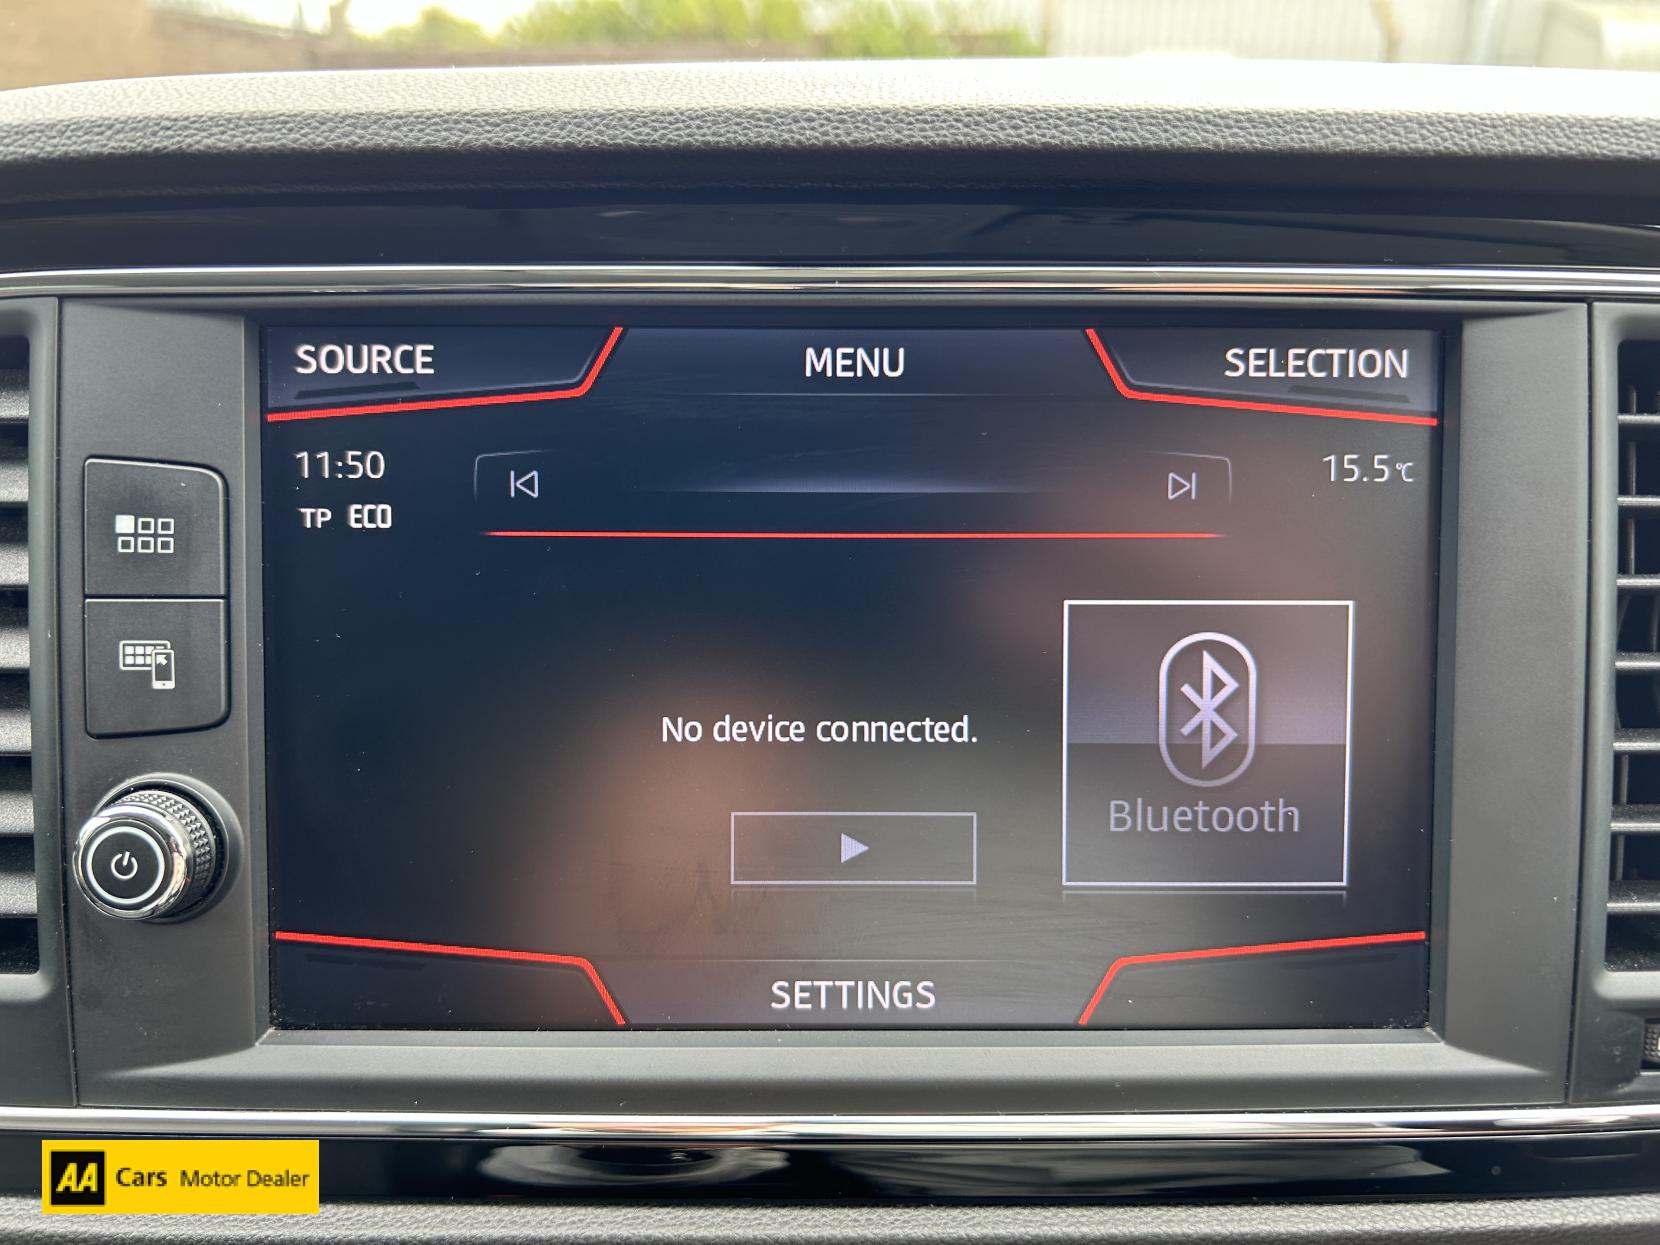 SOURCE
MENU
SELECTION
11:50
15.5°C
TP ECO
No device connected.
Bluetooth
SETTINGS
AA Cars Motor Dealer